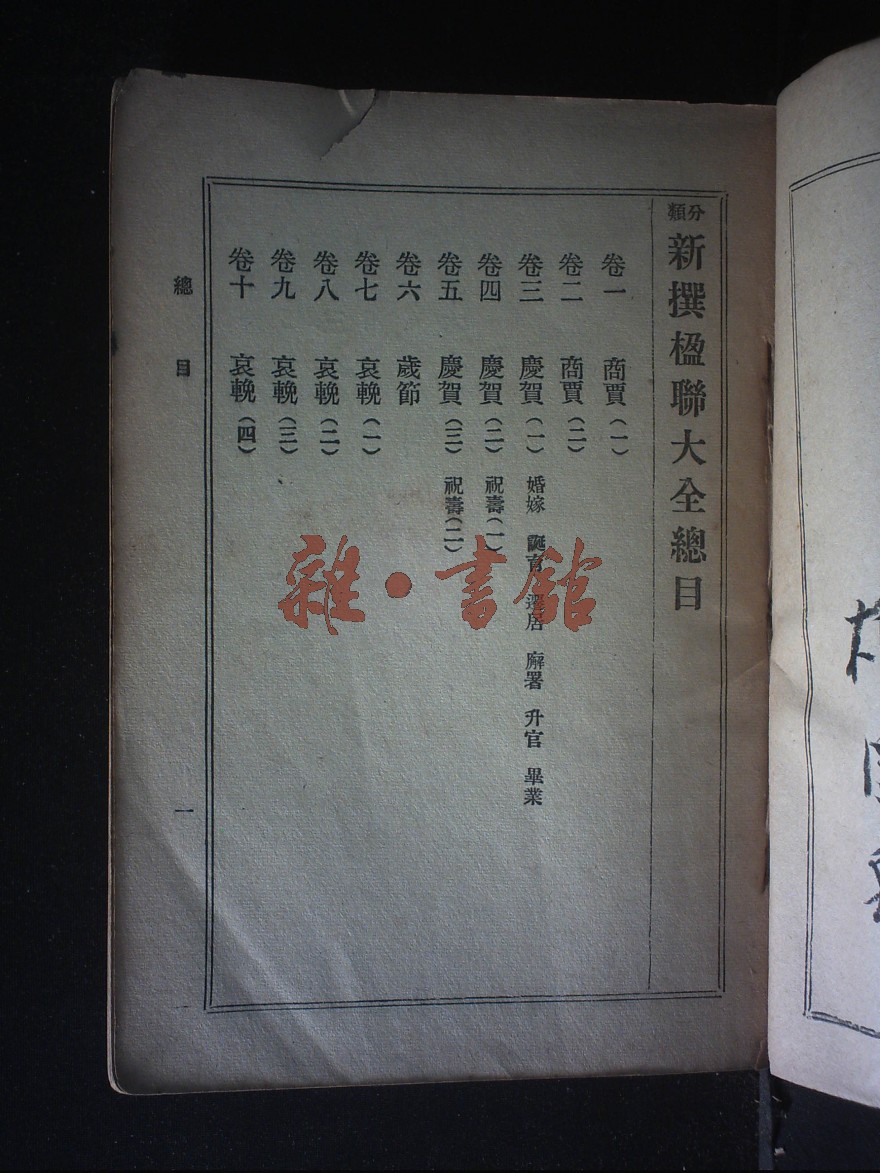 分類
新撰楹聯大全總目
卷一 商賈(一)
卷二 商賈(二)
卷三 慶賀(一) 婚嫁 誕育 遷居 廨署 升官 畢業
卷四 慶賀(二) 祝壽(一)
卷五 慶賀(三) 祝壽(二)
卷六 歲節
卷七 哀輓(一)
卷八 哀輓(二)
卷九 哀輓(三)
卷十 哀輓(四)
總目 一
雜·書館